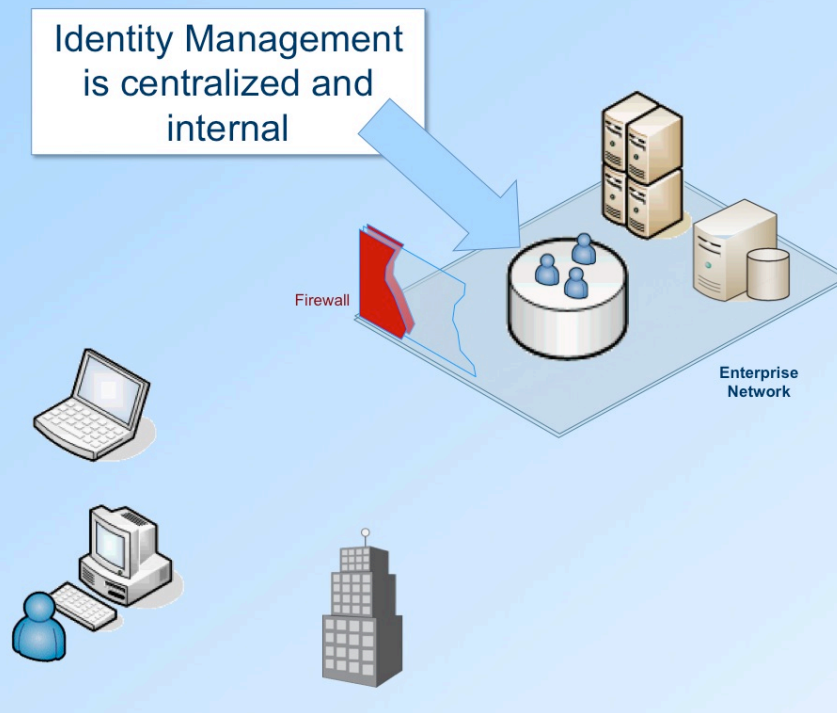 Identity Management
is centralized and
internal
Firewall
Enterprise
Network